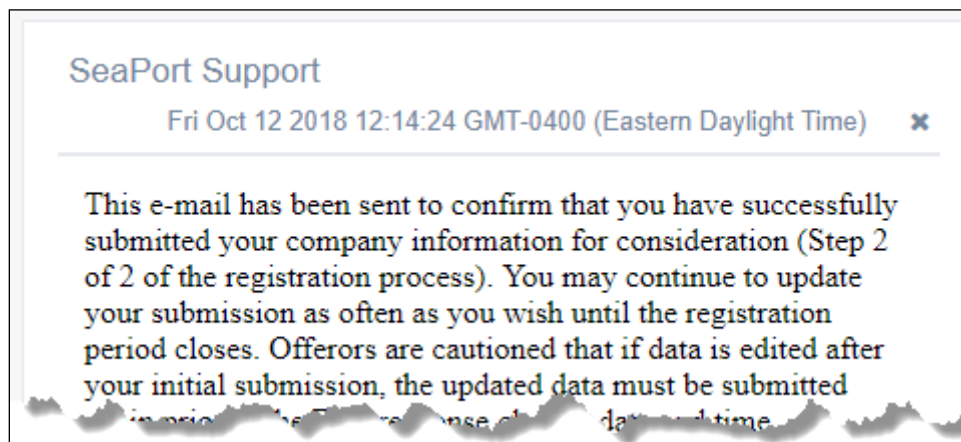 SeaPort Support
Fri Oct 12 2018 12:14:24 GMT-0400 (Eastern Daylight Time) ✖
This e-mail has been sent to confirm that you have successfully
submitted your company information for consideration (Step 2
of 2 of the registration process). You may continue to update
your submission as often as you wish until the registration
period closes. Offerors are cautioned that if data is edited after
your initial submission, the updated data must be submitted